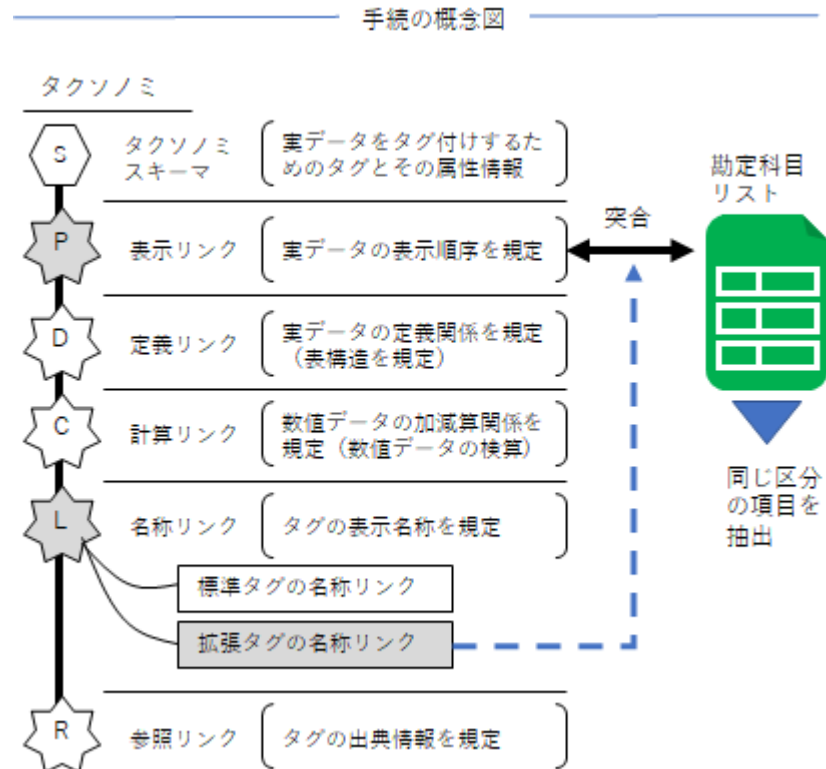 手続の概念図
タクソノミ
S
タクソノミ
スキーマ
実データをタグ付けするた
めのタグとその属性情報
P
表示リンク
実データの表示順序を規定
突合
勘定科目
リスト
D
定義リンク
実データの定義関係を規定
（表構造を規定）
C
計算リンク
数値データの加減算関係を
規定（数値データの検算）
同じ区分
の項目を
抽出
L
名称リンク
タグの表示名称を規定
標準タグの名称リンク
拡張タグの名称リンク
R
参照リンク
タグの出典情報を規定